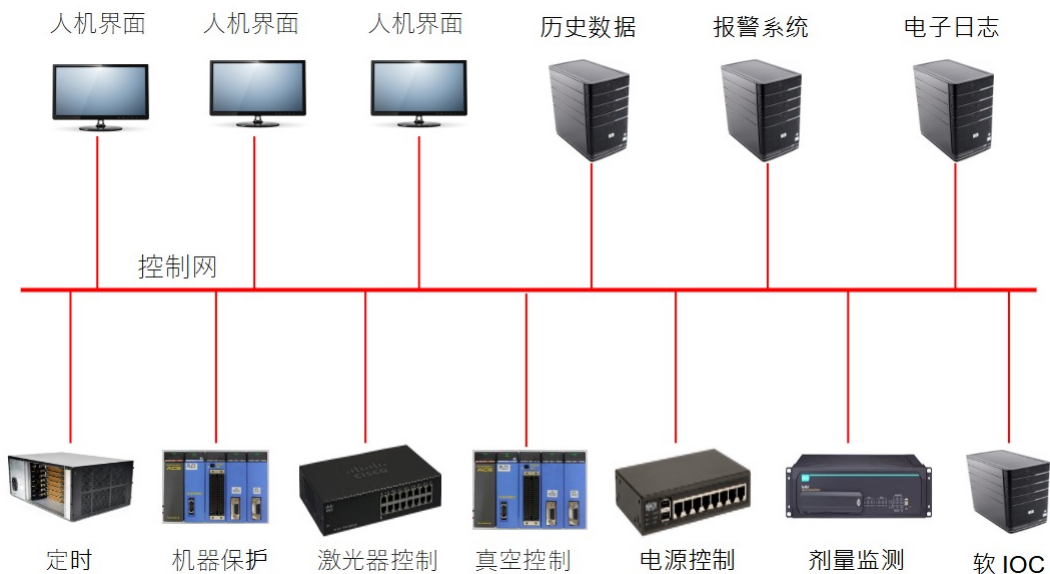 人机界面
人机界面
人机界面
历史数据
报警系统
电子日志
控制网
CISCO
定时
机器保护
激光器控制
真空控制
电源控制
剂量监测
软 IOC